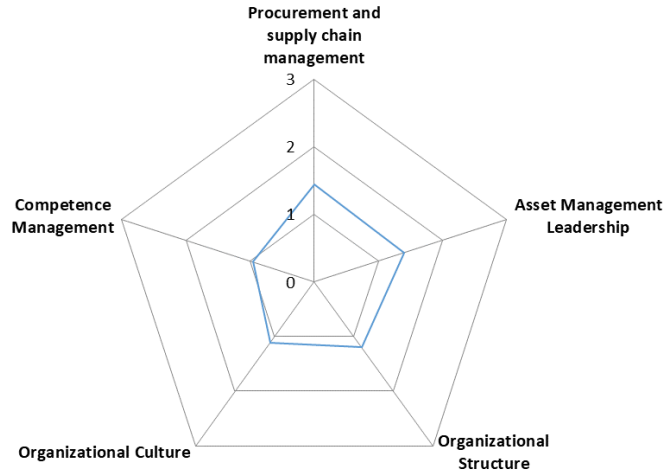 Procurement and
supply chain
management
3
2
1
0
Asset Management
Leadership
Competence
Management
Organizational Culture
Organizational
Structure